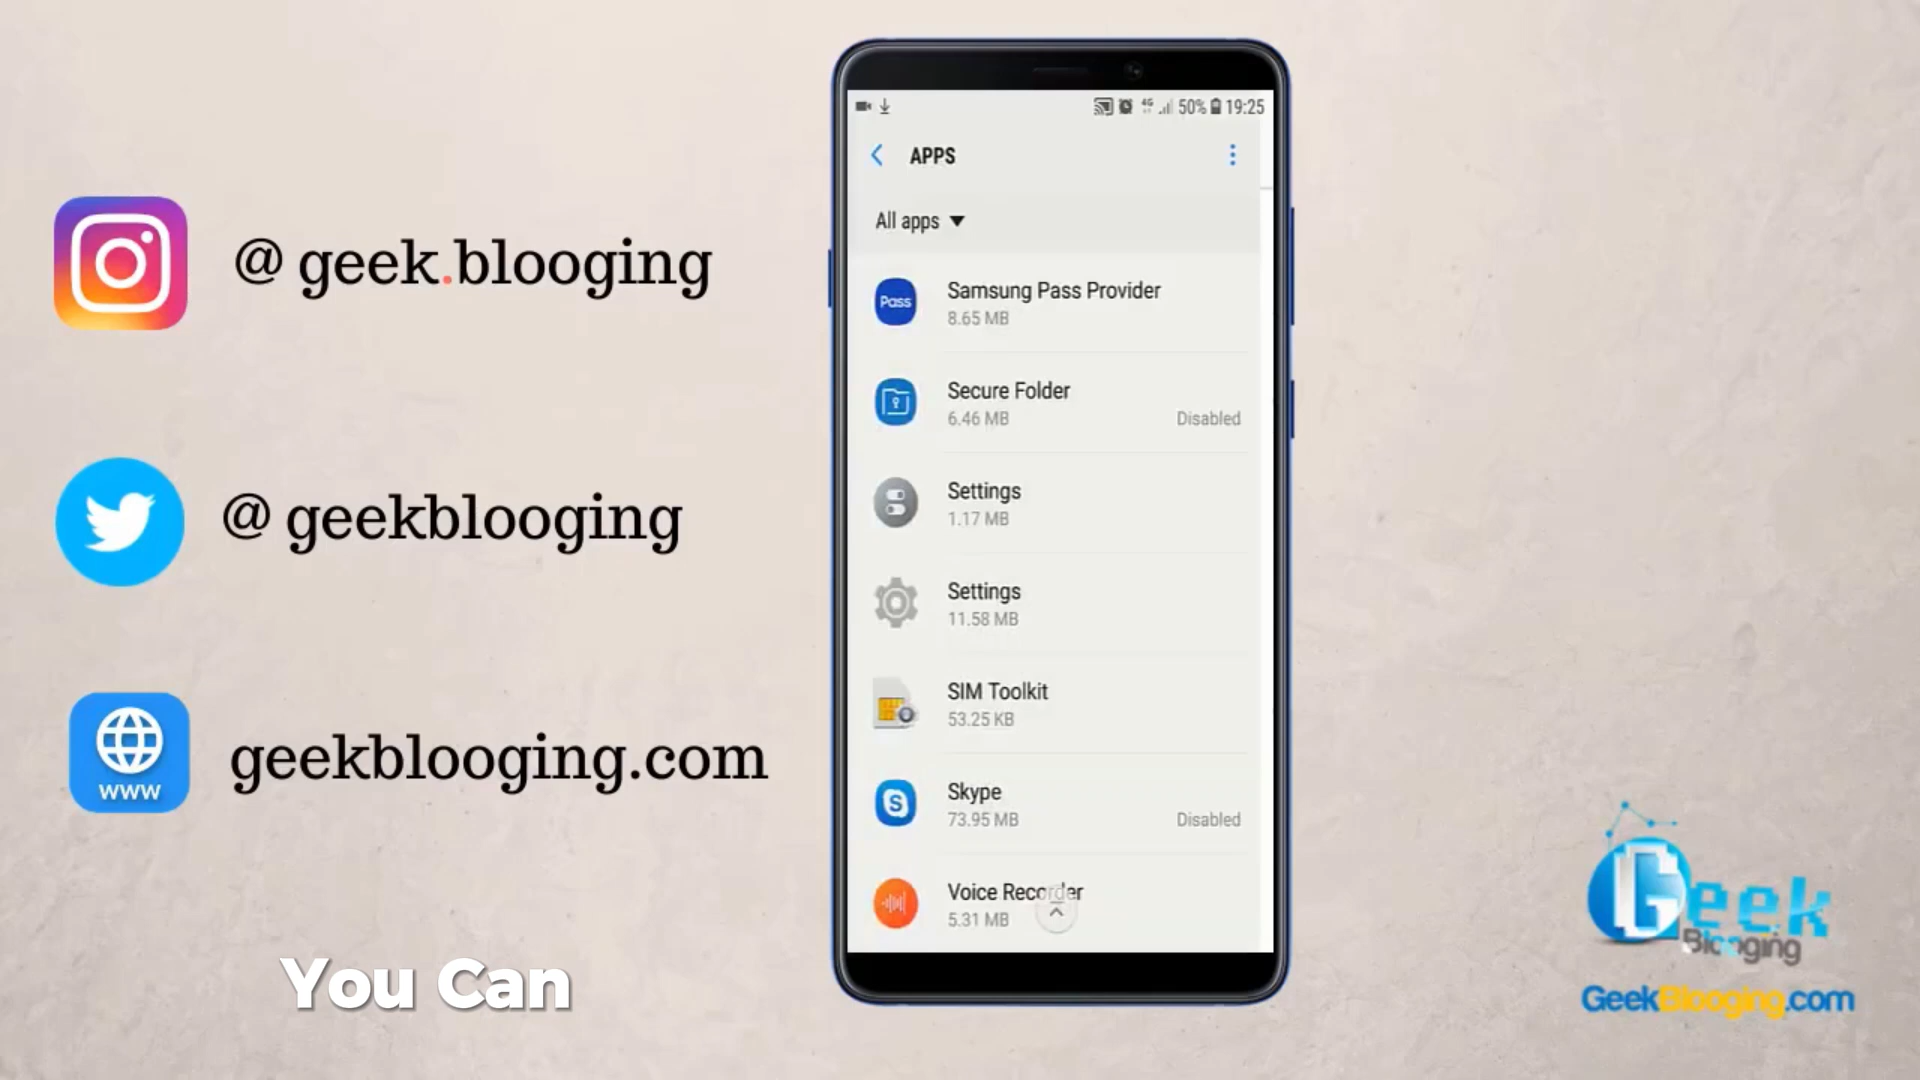 @ geek.blooging
@ geekblooging
www
geekblooging.com
You Can
4G 50% 19:25
APPS
All apps
Pass
Samsung Pass Provider
8.65 MB
Secure Folder
6.46 MB
Disabled
Settings
1.17 MB
Settings
11.58 MB
SIM Toolkit
53.25 KB
Skype
73.95 MB
Disabled
Voice Recorder
5.31 MB
Geek
Blooging
GeekBlooging.com